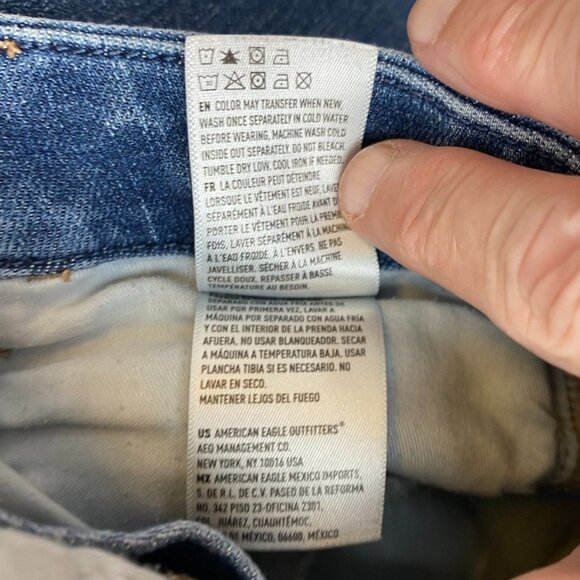 EN COLOR MAY TRANSFER WHEN NEW,
WASH ONCE SEPARATELY IN COLD WATER
BEFORE WEARING, MACHINE WASH COLD
INSIDE OUT SEPARATELY. DO NOT BLEACH,
TUMBLE DRY LOW. COOL IRON IF NEEDED.
FR LA COULEUR PEUT DÉTEINDRE
LORSQUE LE VÊTEMENT EST NEUF.
SÉPARÉMENT À L'EAU FROIDE AVANT
PORTER LE VÊTEMENT POUR LA
FOIS, LAVER SÉPARÉMENT À LA MACHINE
À L'EAU FROIDE ET À L'ENVERS. NE PAS
JAVELLISER. SÉCHER À LA MACHINE
CYCLE DOUX. REPASSER À BASSE
TEMPÉRATURE AU BESOIN.
SEPARADO CON AGUA FRÍA ANTES DE
USAR POR PRIMERA VEZ, LAVAR A
MÁQUINA POR SEPARADO CON AGUA FRÍA
Y CON EL INTERIOR DE LA PRENDA HACIA
AFUERA. NO USAR BLANQUEADOR. SECAR
A MÁQUINA A TEMPERATURA BAJA. USAR
PLANCHA TIBIA SI ES NECESARIO. NO
LAVAR EN SECO.
MANTENER LEJOS DEL FUEGO
US AMERICAN EAGLE OUTFITTERS®
AEO MANAGEMENT CO.
NEW YORK, NY.10016 USA
MX AMERICAN EAGLE MEXICO IMPORTS,
S. DE R.L. DE C.V. PASEO DE LA REFORMA
NO. 342 PISO 23-OFICINA 2301,
COL. JUÁREZ, CUAUHTÉMOC,
DE MÉXICO, 06600, MÉXICO